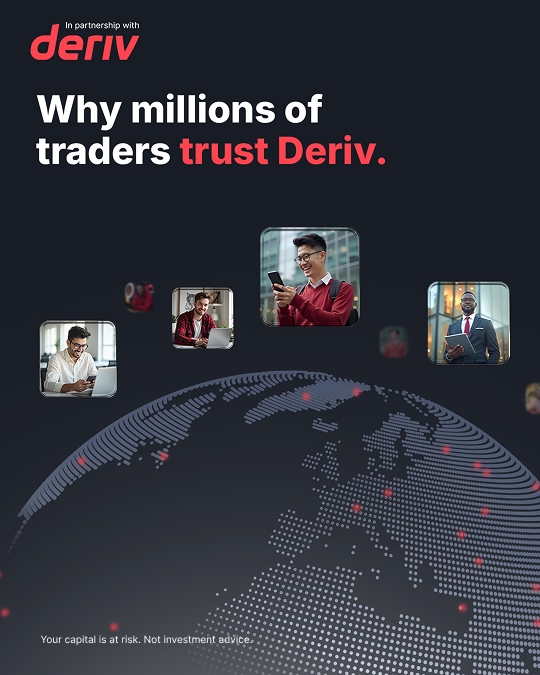 In partnership with
deriv
Why millions of
traders trust Deriv.
Your capital is at risk. Not investment advice.